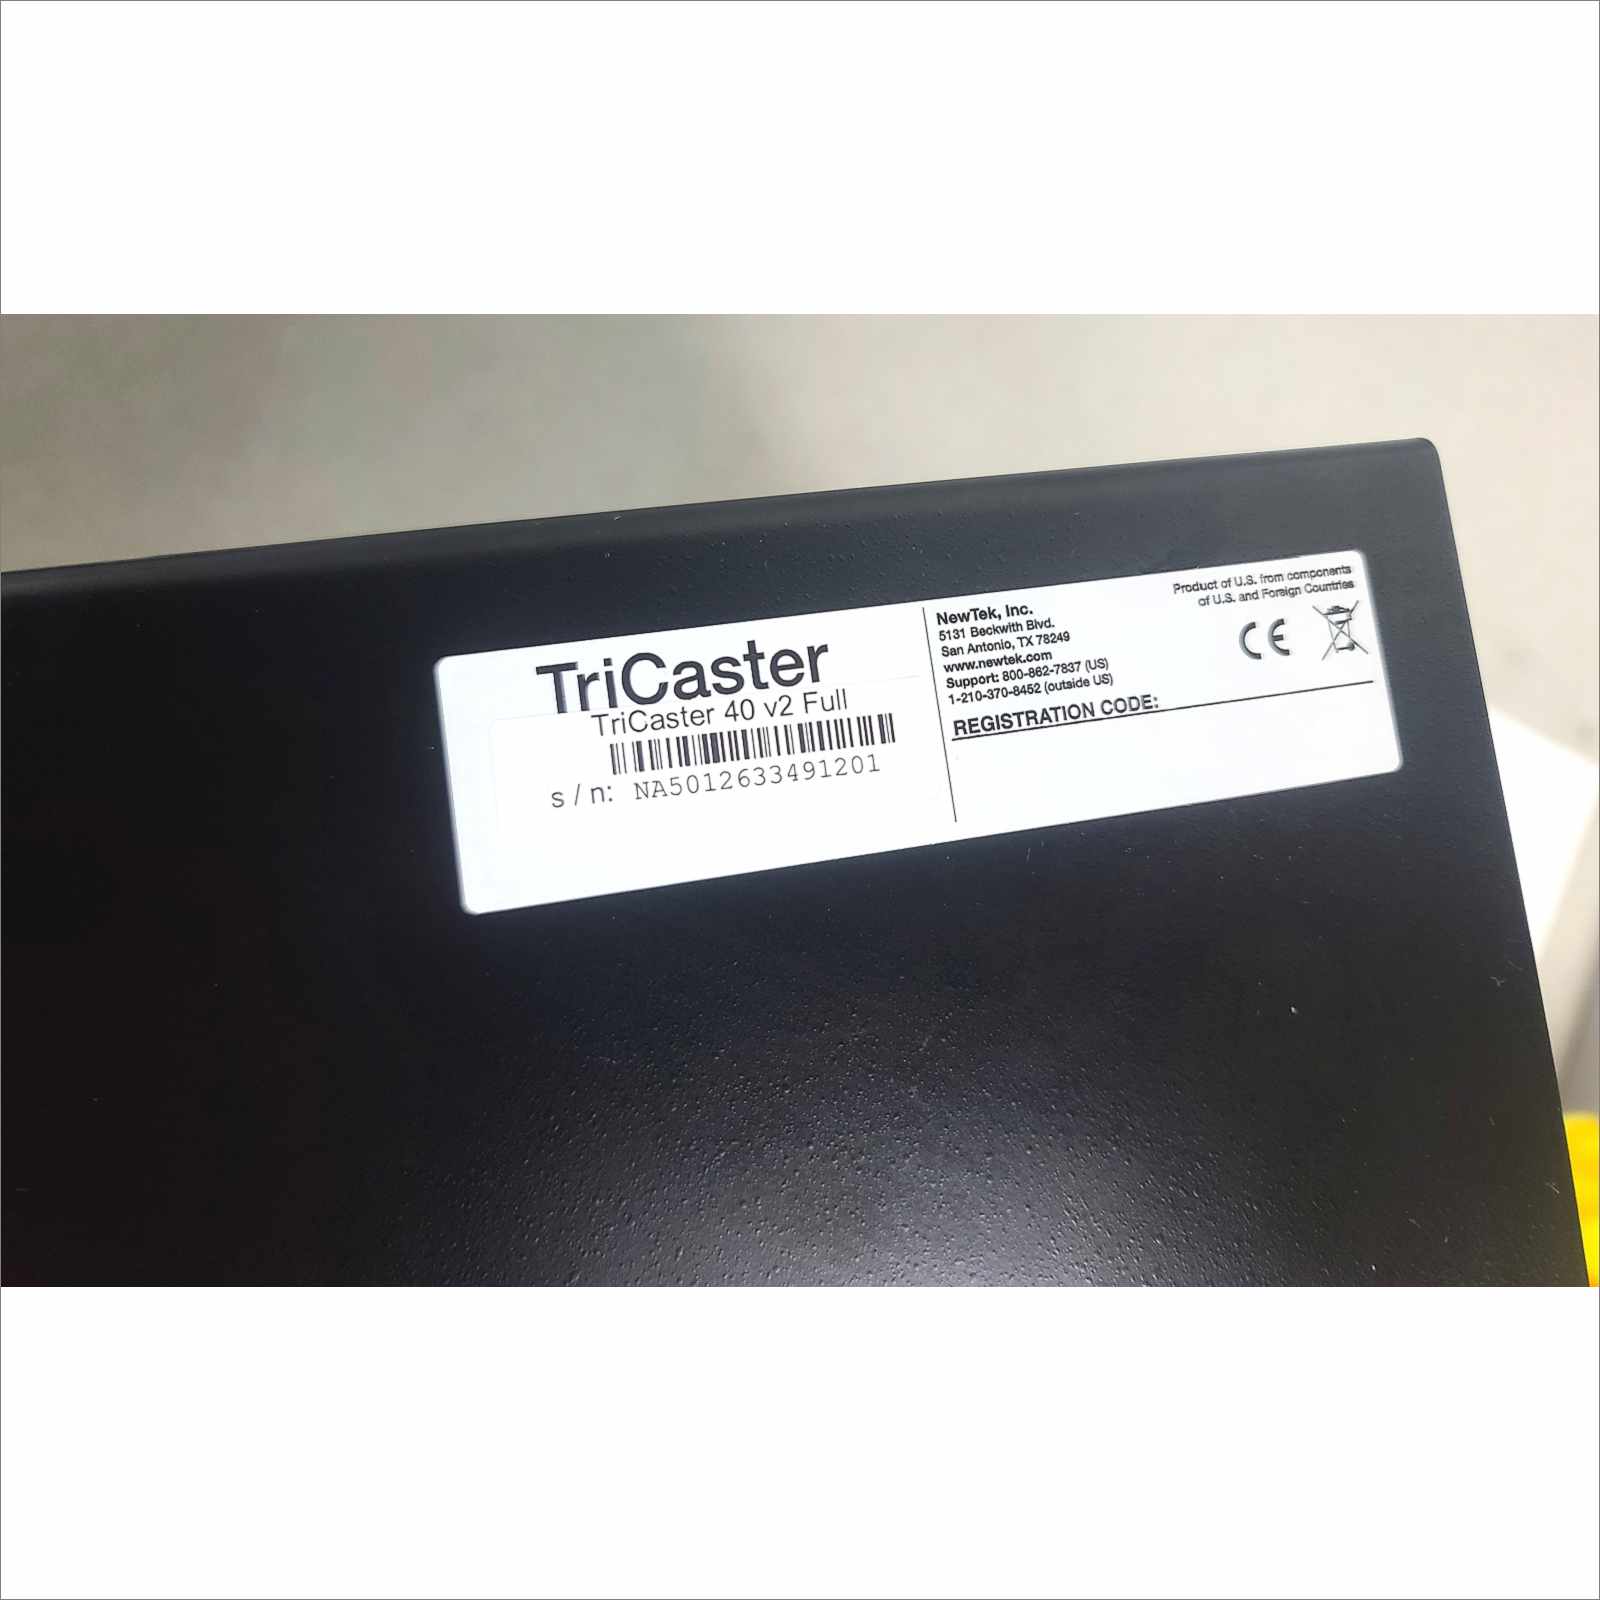 TriCaster
TriCaster 40 v2 Full
s/n: NA5012633491201
NewTek, Inc.
5131 Beckwith Blvd.
San Antonio, TX 78249
www.newtek.com
Support: 800-862-7837 (US)
1-210-370-8452 (outside US)
Product of U.S. from components
of U.S. and Foreign Countries
CE
REGISTRATION CODE: